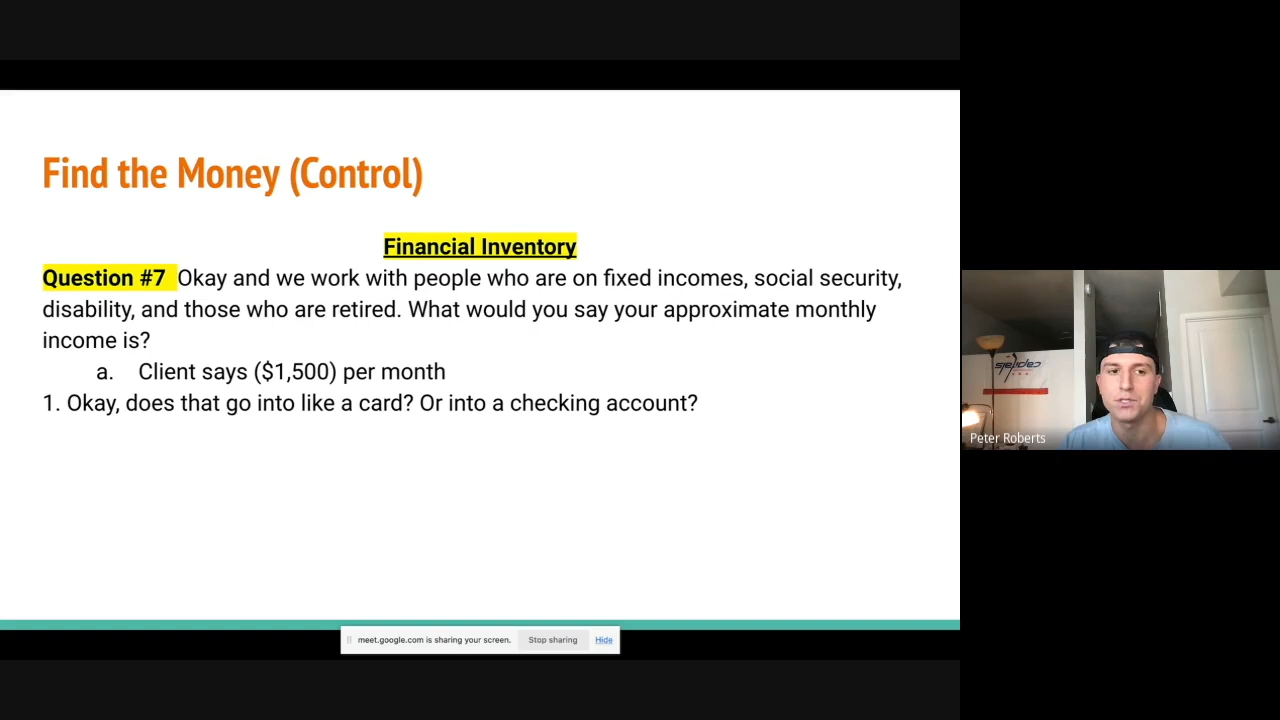 Find the Money (Control)
Financial Inventory
Question #7 Okay and we work with people who are on fixed incomes, social security,
disability, and those who are retired. What would you say your approximate monthly
income is?
a. Client says ($1,500) per month
1. Okay, does that go into like a card? Or into a checking account?
capitals
Peter Roberts
meet.google.com is sharing your screen. Stop sharing Hide